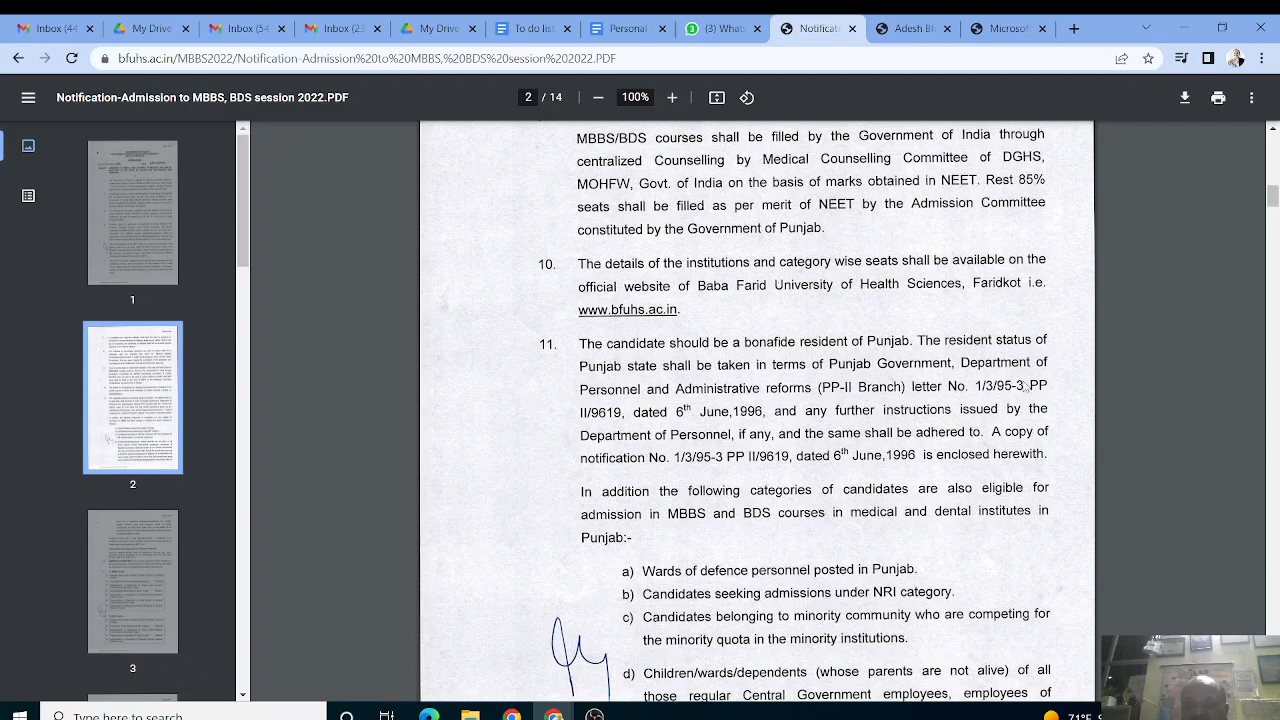 Inbox (44
My Drive
Inbox (54
Inbox (23
My Drive
To do list
Personal
(3) Whats
Notificati
Adesh Bh
Microsof
bfuhs.ac.in/MBBS2022/Notification-Admission%20to%20MBBS,%20BDS%20session%202022.PDF
Notification-Admission to MBBS, BDS session 2022.PDF
2 / 14
100%
1
2
3
MBBS/BDS courses shall be filled by the Government of India through
centralized counselling by Medical Counselling Committee
MOHFW, Govt. of India on the basis of obtained in NEET. Rest of
seats shall be filled as per merit of NEET by the Admission Committee
constituted by the Government of Punjab.
The details of the institutions and category wise seats shall be available on the
official website of Baba Farid University of Health Sciences, Faridkot i.e.
www.bfuhs.ac.in.
11. The candidate should be a bonafide resident of Punjab. The resident status of
Punjab state shall be taken in terms of Punjab Government, Department of
Personnel and Administrative reforms (PP-II Branch) letter No. 1/3/95-3, PP
II/9619, dated 6th June,1996, and subsequent instructions issued by the
Department of Personnel, if any, and the same shall be adhered to. Copy of
notification No. 1/3/95-3 PP II/9619, dated 6th June,1996 is enclosed herewith.
In addition the following categories of candidates are also eligible for
admission in MBBS and BDS courses in medical and dental institutes in
Punjab:
a) Wards of defence personnel posted in Punjab.
b) Candidates seeking admission under NRI category.
c) Candidates belonging to who are considered for
the minority quota in the minority institutions.
d) Children/wards/dependents (whose parents are not alive) of all
those regular Central Government employees, employees of
Type here to search
71°F